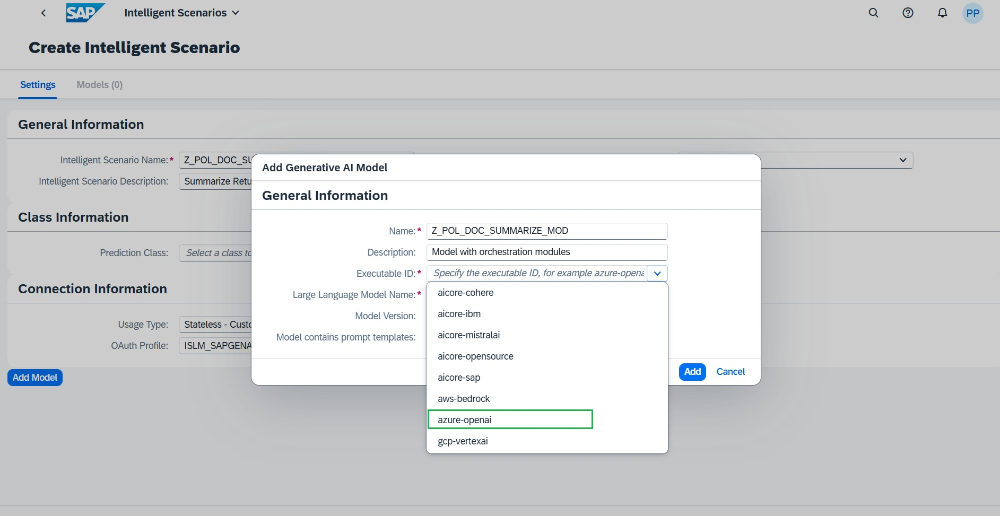 SAP Intelligent Scenarios
PP
Create Intelligent Scenario
Settings Models (0)
General Information
Intelligent Scenario Name:* Z_POL_DOC_SU
Intelligent Scenario Description: Summarize Retu
Class Information
Prediction Class: Select a class to
Connection Information
Usage Type: Stateless - Custo
OAuth Profile: ISLM_SAPGENA
Add Model
Add Generative AI Model
General Information
Name:* Z_POL_DOC_SUMMARIZE_MOD
Description: Model with orchestration modules
Executable ID:* Specify the executable ID, for example azure-opena
Large Language Model Name:*
Model Version:
Model contains prompt templates:
aicore-cohere
aicore-ibm
aicore-mistralai
aicore-opensource
aicore-sap
aws-bedrock
azure-openai
gcp-vertexai
Add Cancel